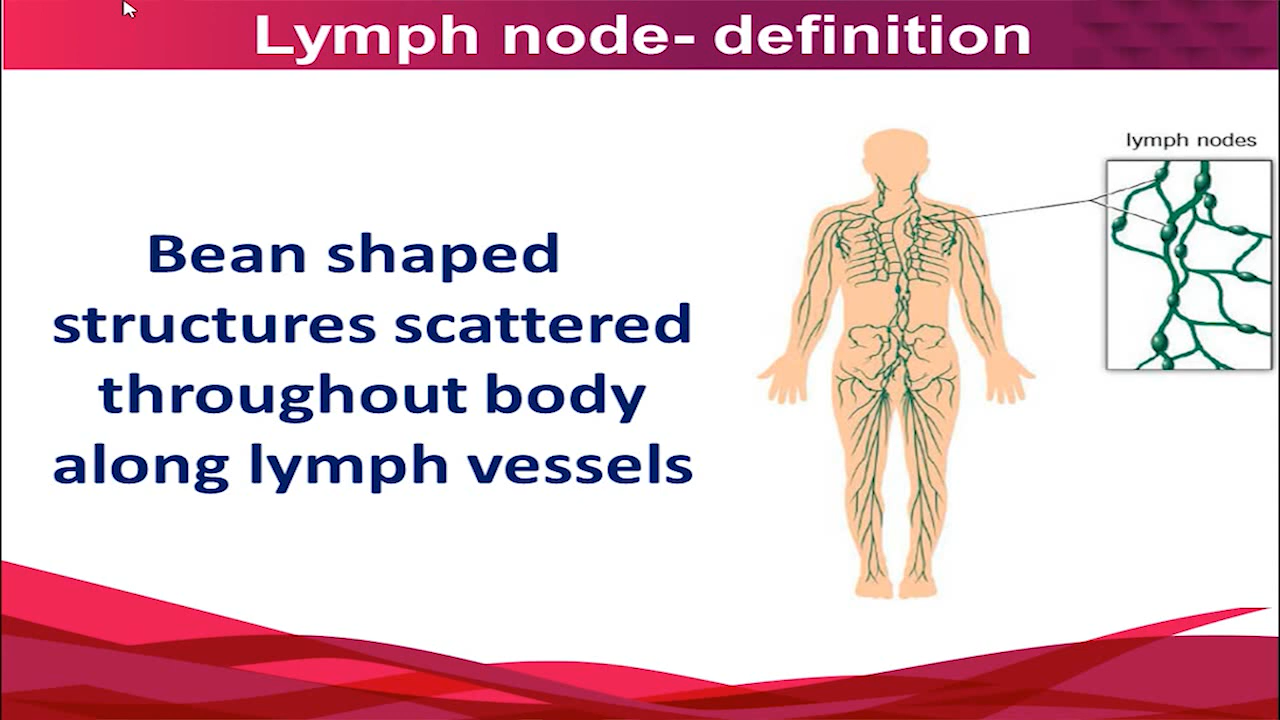 Lymph node- definition
lymph nodes
Bean shaped
structures scattered
throughout body
along lymph vessels